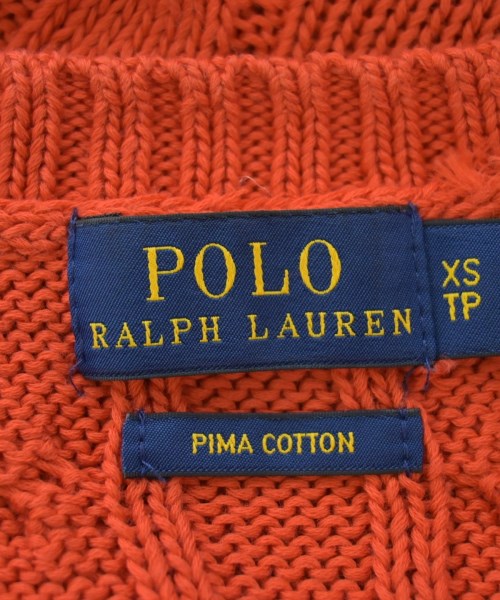 POLO
RALPH LAUREN
XS
TP
PIMA COTTON